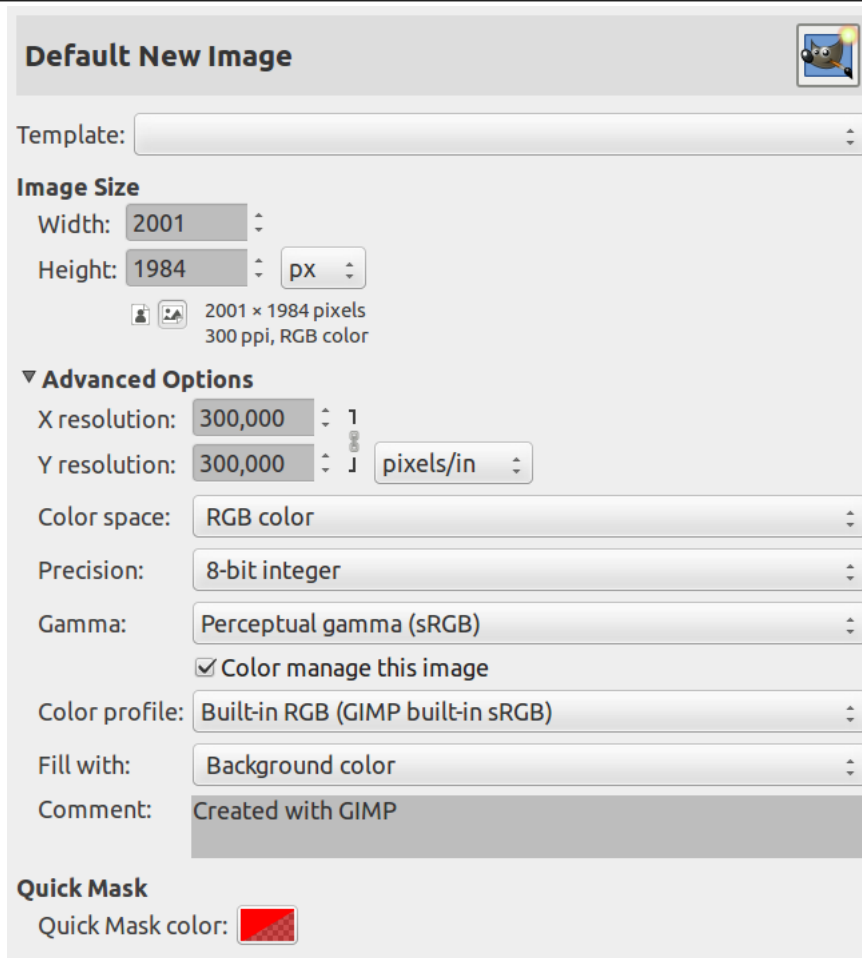 Default New Image
Template:
Image Size
Width: 2001
Height: 1984 px
2001 × 1984 pixels
300 ppi, RGB color
Advanced Options
X resolution: 300,000
Y resolution: 300,000 pixels/in
Color space: RGB color
Precision: 8-bit integer
Gamma: Perceptual gamma (sRGB)
Color manage this image
Color profile: Built-in RGB (GIMP built-in sRGB)
Fill with: Background color
Comment: Created with GIMP
Quick Mask
Quick Mask color: